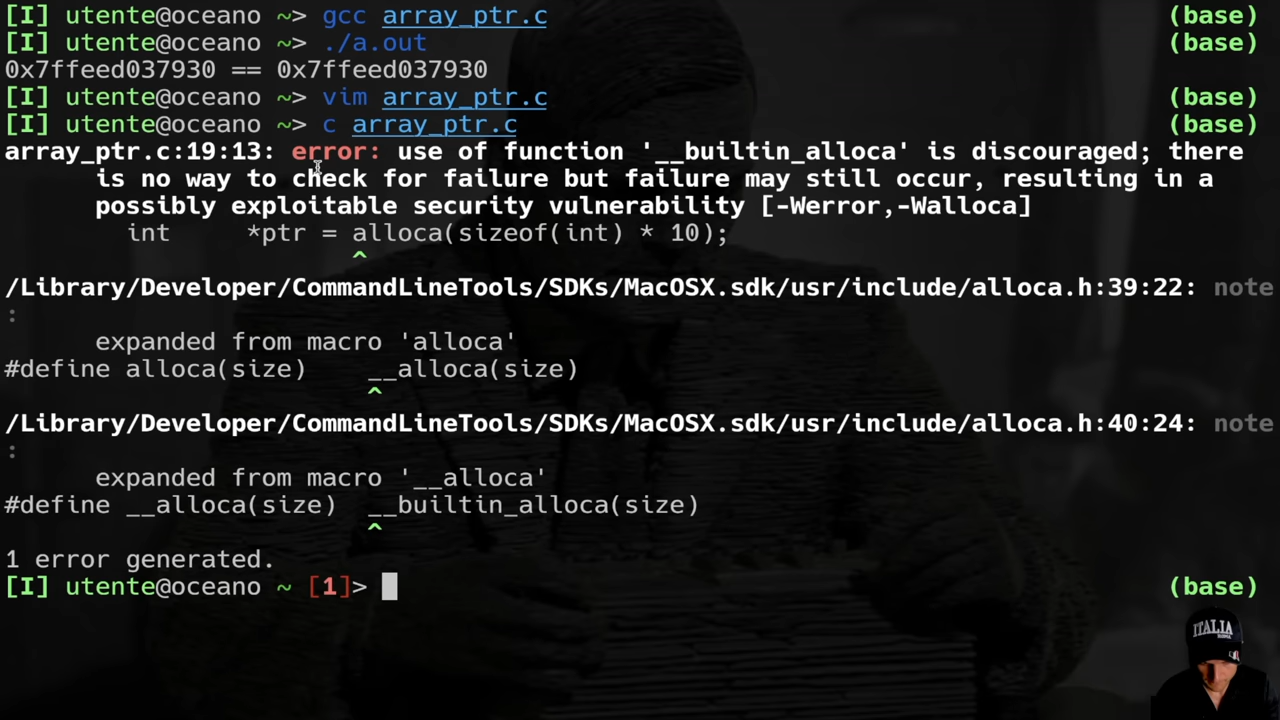 [I] utente@oceano ~> gcc array_ptr.c (base)
[I] utente@oceano ~> ./a.out (base)
0x7ffeed037930 == 0x7ffeed037930
[I] utente@oceano ~> vim array_ptr.c (base)
[I] utente@oceano ~> c array_ptr.c (base)
array_ptr.c:19:13: error: use of function '__builtin_alloca' is discouraged; there
is no way to check for failure but failure may still occur, resulting in a
possibly exploitable security vulnerability [-Werror,-Walloca]
int *ptr = alloca(sizeof(int) * 10);
^
/Library/Developer/CommandLineTools/SDKs/MacOSX.sdk/usr/include/alloca.h:39:22: note
:
expanded from macro 'alloca'
#define alloca(size) __alloca(size)
^
/Library/Developer/CommandLineTools/SDKs/MacOSX.sdk/usr/include/alloca.h:40:24: note
:
expanded from macro '__alloca'
#define __alloca(size) __builtin_alloca(size)
^
1 error generated.
[I] utente@oceano ~ [1]> (base)
ITALIA